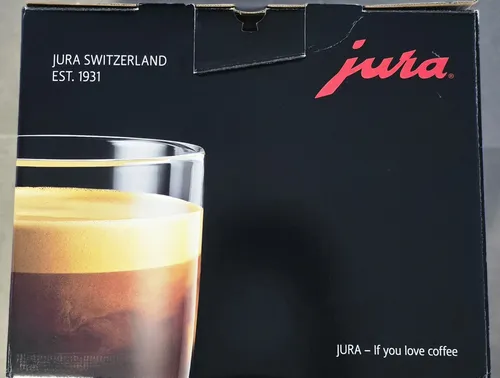 JURA SWITZERLAND
EST. 1931
jura®
JURA – If you love coffee